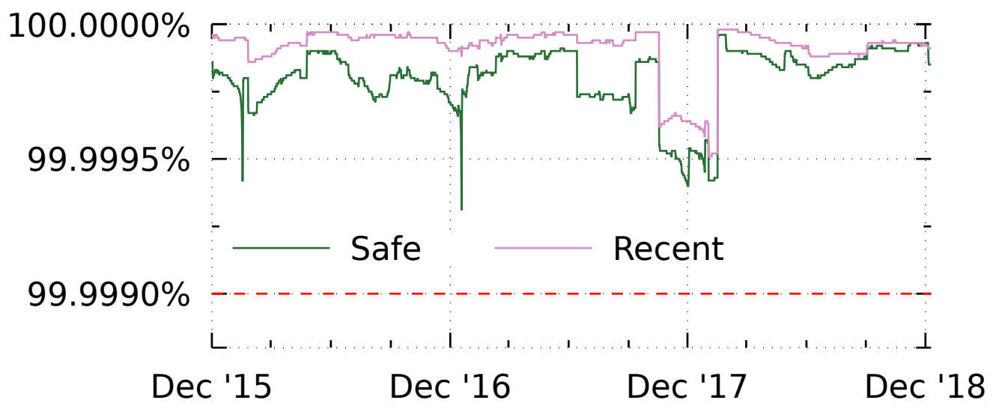 100.0000%
99.9995%
Safe Recent
99.9990%
Dec '15 Dec '16 Dec '17 Dec '18